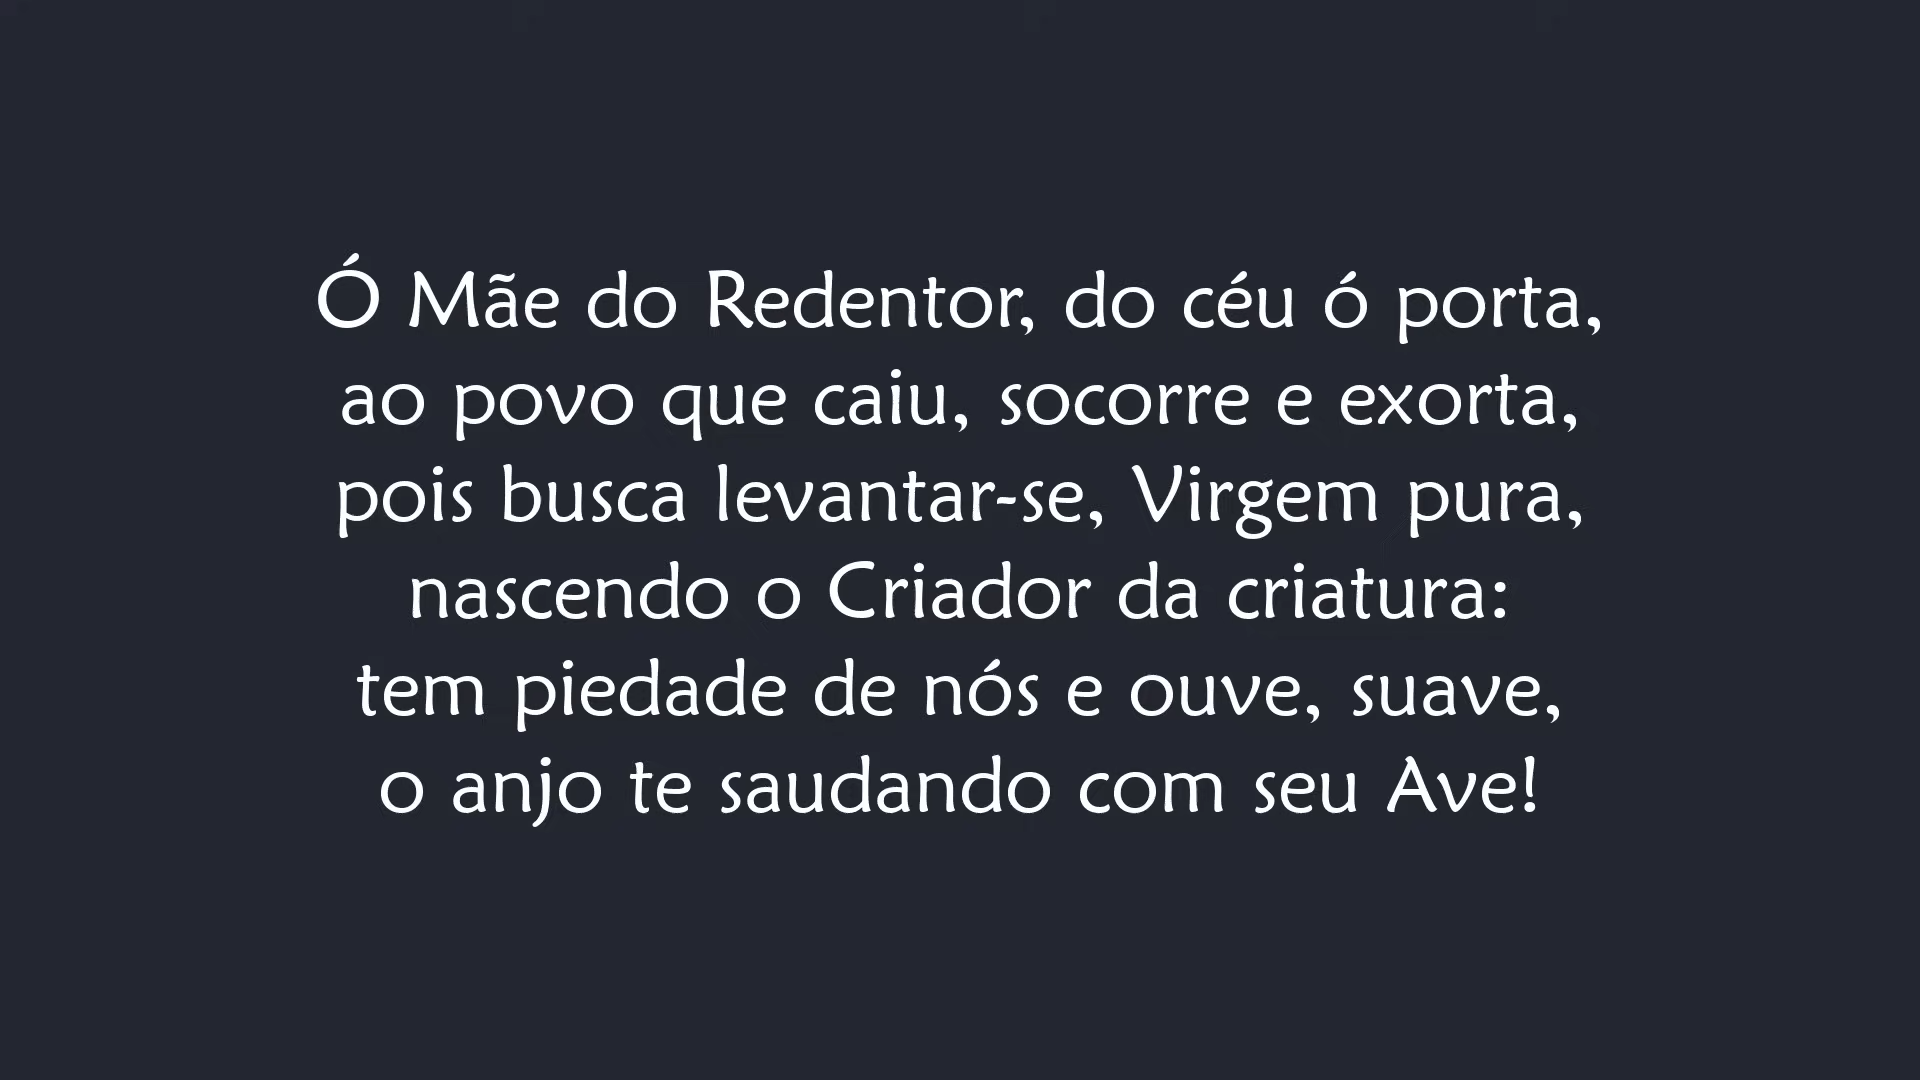 Ó Mãe do Redentor, do céu ó porta,
ao povo que caiu, socorre e exorta,
pois busca levantar-se, Virgem pura,
nascendo o Criador da criatura:
tem piedade de nós e ouve, suave,
o anjo te saudando com seu Ave!